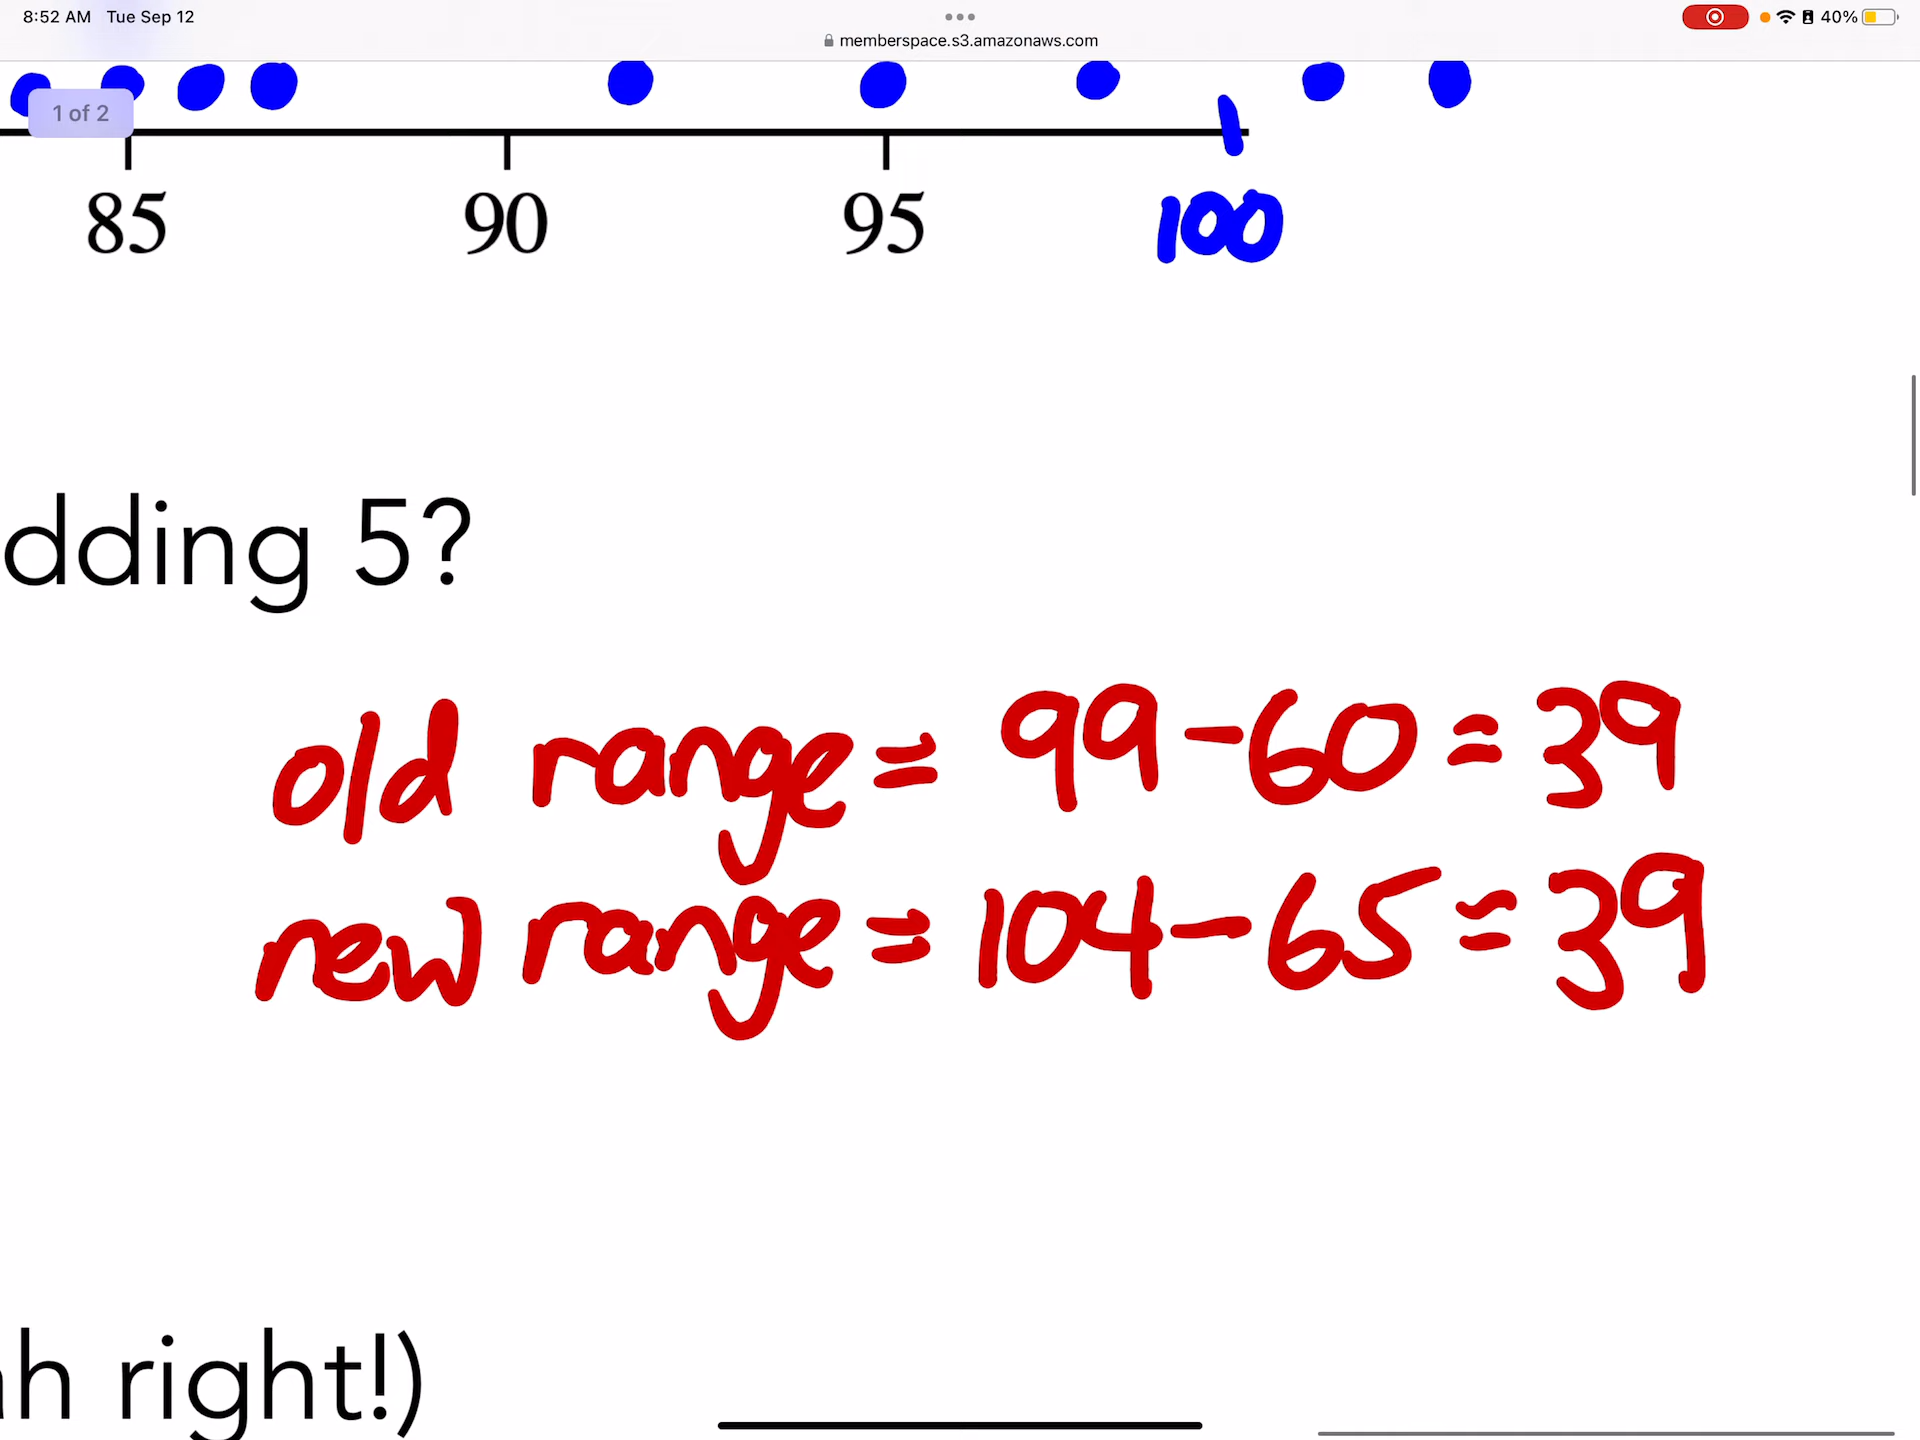 8:52 AM Tue Sep 12
40%
memberspace.s3.amazonaws.com
1 of 2
85 90 95 100
dding 5?
old range = 99-60 = 39
new range = 104-65 = 39
h right!)